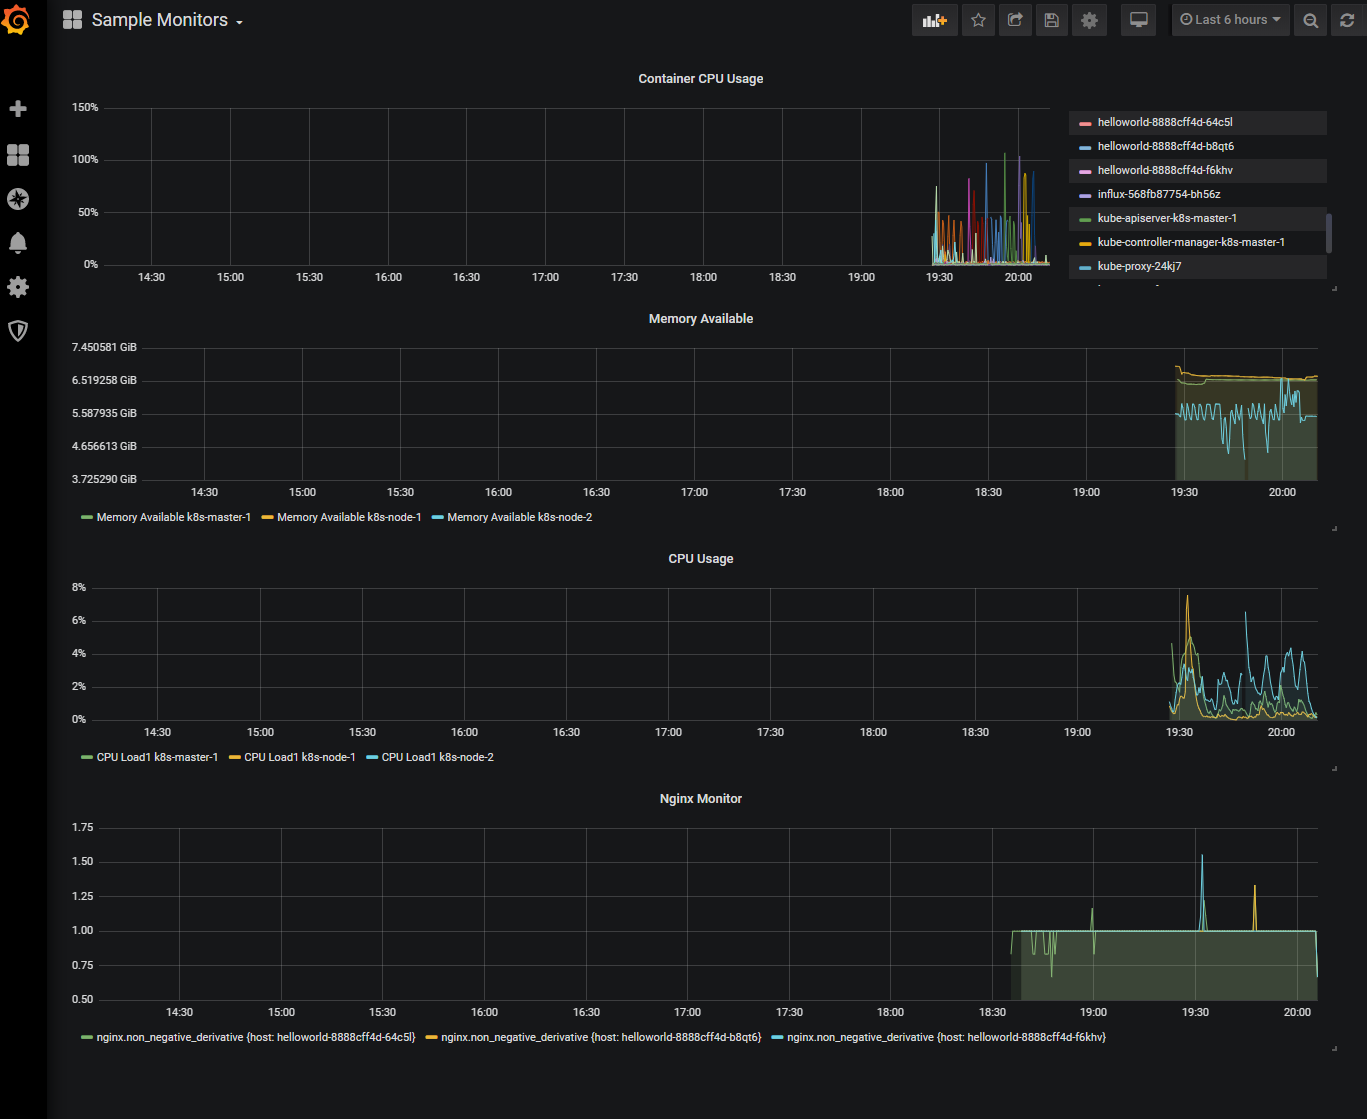 Sample Monitors
Last 6 hours
Container CPU Usage
150%
100%
50%
0%
14:30 15:00 15:30 16:00 16:30 17:00 17:30 18:00 18:30 19:00 19:30 20:00
helloworld-8888cff4d-64c5l
helloworld-8888cff4d-b8qt6
helloworld-8888cff4d-f6khv
influx-568fb87754-bh56z
kube-apiserver-k8s-master-1
kube-controller-manager-k8s-master-1
kube-proxy-24kj7
Memory Available
7.450581 GiB
6.519258 GiB
5.587935 GiB
4.656613 GiB
3.725290 GiB
14:30 15:00 15:30 16:00 16:30 17:00 17:30 18:00 18:30 19:00 19:30 20:00
Memory Available k8s-master-1 Memory Available k8s-node-1 Memory Available k8s-node-2
CPU Usage
8%
6%
4%
2%
0%
14:30 15:00 15:30 16:00 16:30 17:00 17:30 18:00 18:30 19:00 19:30 20:00
CPU Load1 k8s-master-1 CPU Load1 k8s-node-1 CPU Load1 k8s-node-2
Nginx Monitor
1.75
1.50
1.25
1.00
0.75
0.50
14:30 15:00 15:30 16:00 16:30 17:00 17:30 18:00 18:30 19:00 19:30 20:00
nginx.non_negative_derivative {host: helloworld-8888cff4d-64c5l} nginx.non_negative_derivative {host: helloworld-8888cff4d-b8qt6} nginx.non_negative_derivative {host: helloworld-8888cff4d-f6khv}